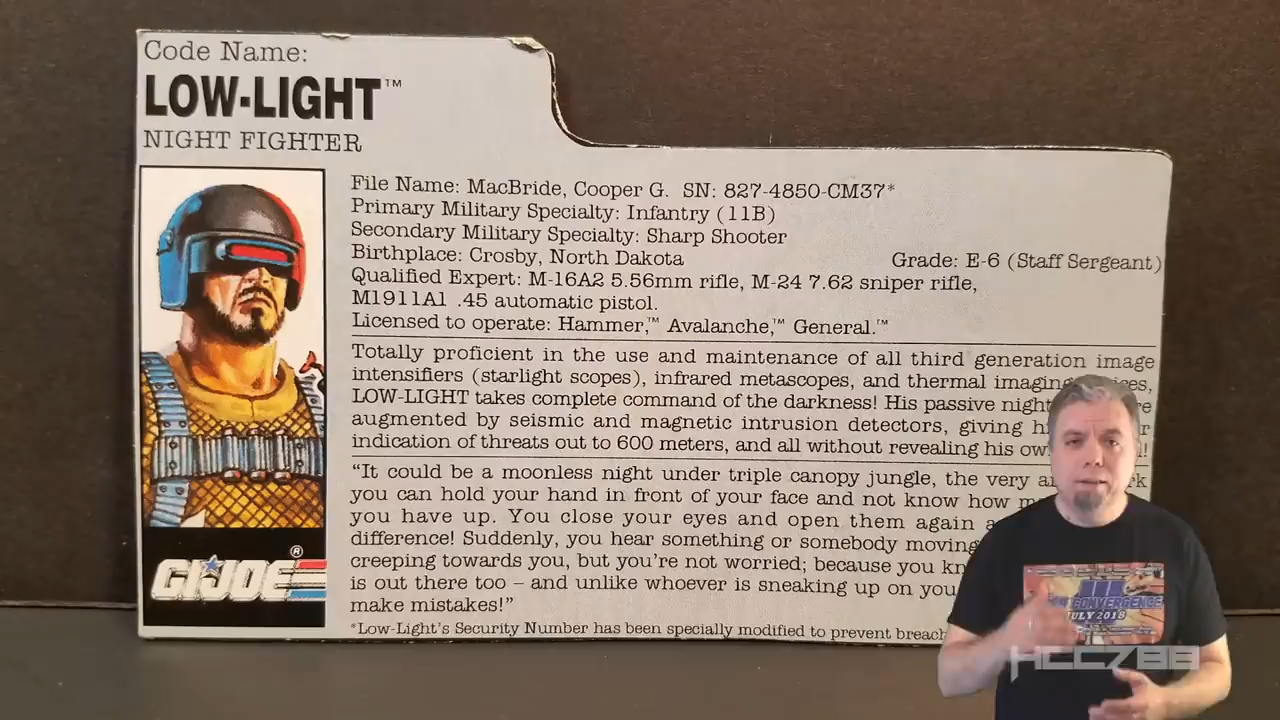 Code Name:
LOW-LIGHT™
NIGHT FIGHTER
File Name: MacBride, Cooper G. SN: 827-4850-CM37*
Primary Military Specialty: Infantry (11B)
Secondary Military Specialty: Sharp Shooter
Birthplace: Crosby, North Dakota Grade: E-6 (Staff Sergeant)
Qualified Expert: M-16A2 5.56mm rifle, M-24 7.62 sniper rifle,
M1911A1 .45 automatic pistol.
Licensed to operate: Hammer,™ Avalanche,™ General.™
Totally proficient in the use and maintenance of all third generation image
intensifiers (starlight scopes), infrared metascopes, and thermal imaging
LOW-LIGHT takes complete command of the darkness! His passive night
augmented by seismic and magnetic intrusion detectors, giving
indication of threats out to 600 meters, and all without revealing his
“It could be a moonless night under triple canopy jungle, the very
you can hold your hand in front of your face and not know how
you have up. You close your eyes and open them again
difference! Suddenly, you hear something or somebody moving
creeping towards you, but you're not worried; because you
is out there too – and unlike whoever is sneaking up on you
make mistakes!”
*Low-Light's Security Number has been specially modified to prevent
G.I.JOE®
CONVERGENCE
JULY 2018
HCC788